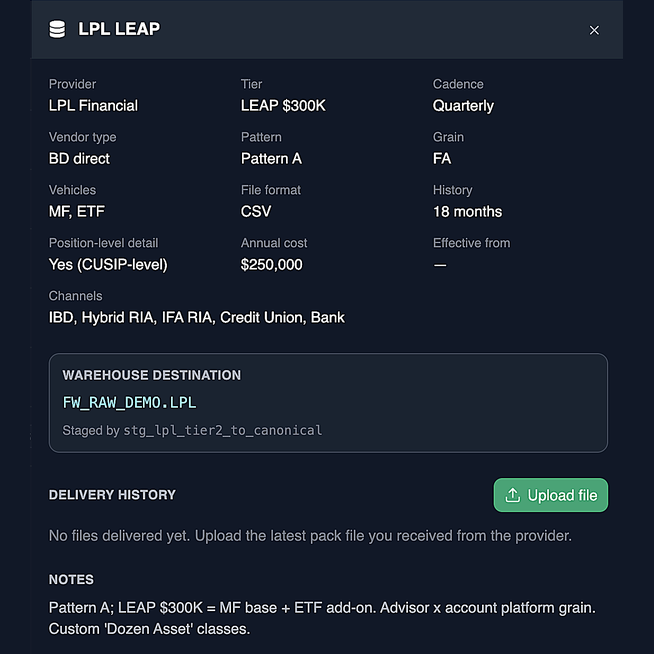 LPL LEAP
Provider
Tier
Cadence
LPL Financial
LEAP $300K
Quarterly
Vendor type
Pattern
Grain
BD direct
Pattern A
FA
Vehicles
File format
History
MF, ETF
CSV
18 months
Position-level detail
Annual cost
Effective from
Yes (CUSIP-level)
$250,000
—
Channels
IBD, Hybrid RIA, IFA RIA, Credit Union, Bank
WAREHOUSE DESTINATION
FW_RAW_DEMO.LPL
Staged by stg_lpl_tier2_to_canonical
DELIVERY HISTORY
Upload file
No files delivered yet. Upload the latest pack file you received from the provider.
NOTES
Pattern A; LEAP $300K = MF base + ETF add-on. Advisor x account platform grain.
Custom 'Dozen Asset' classes.